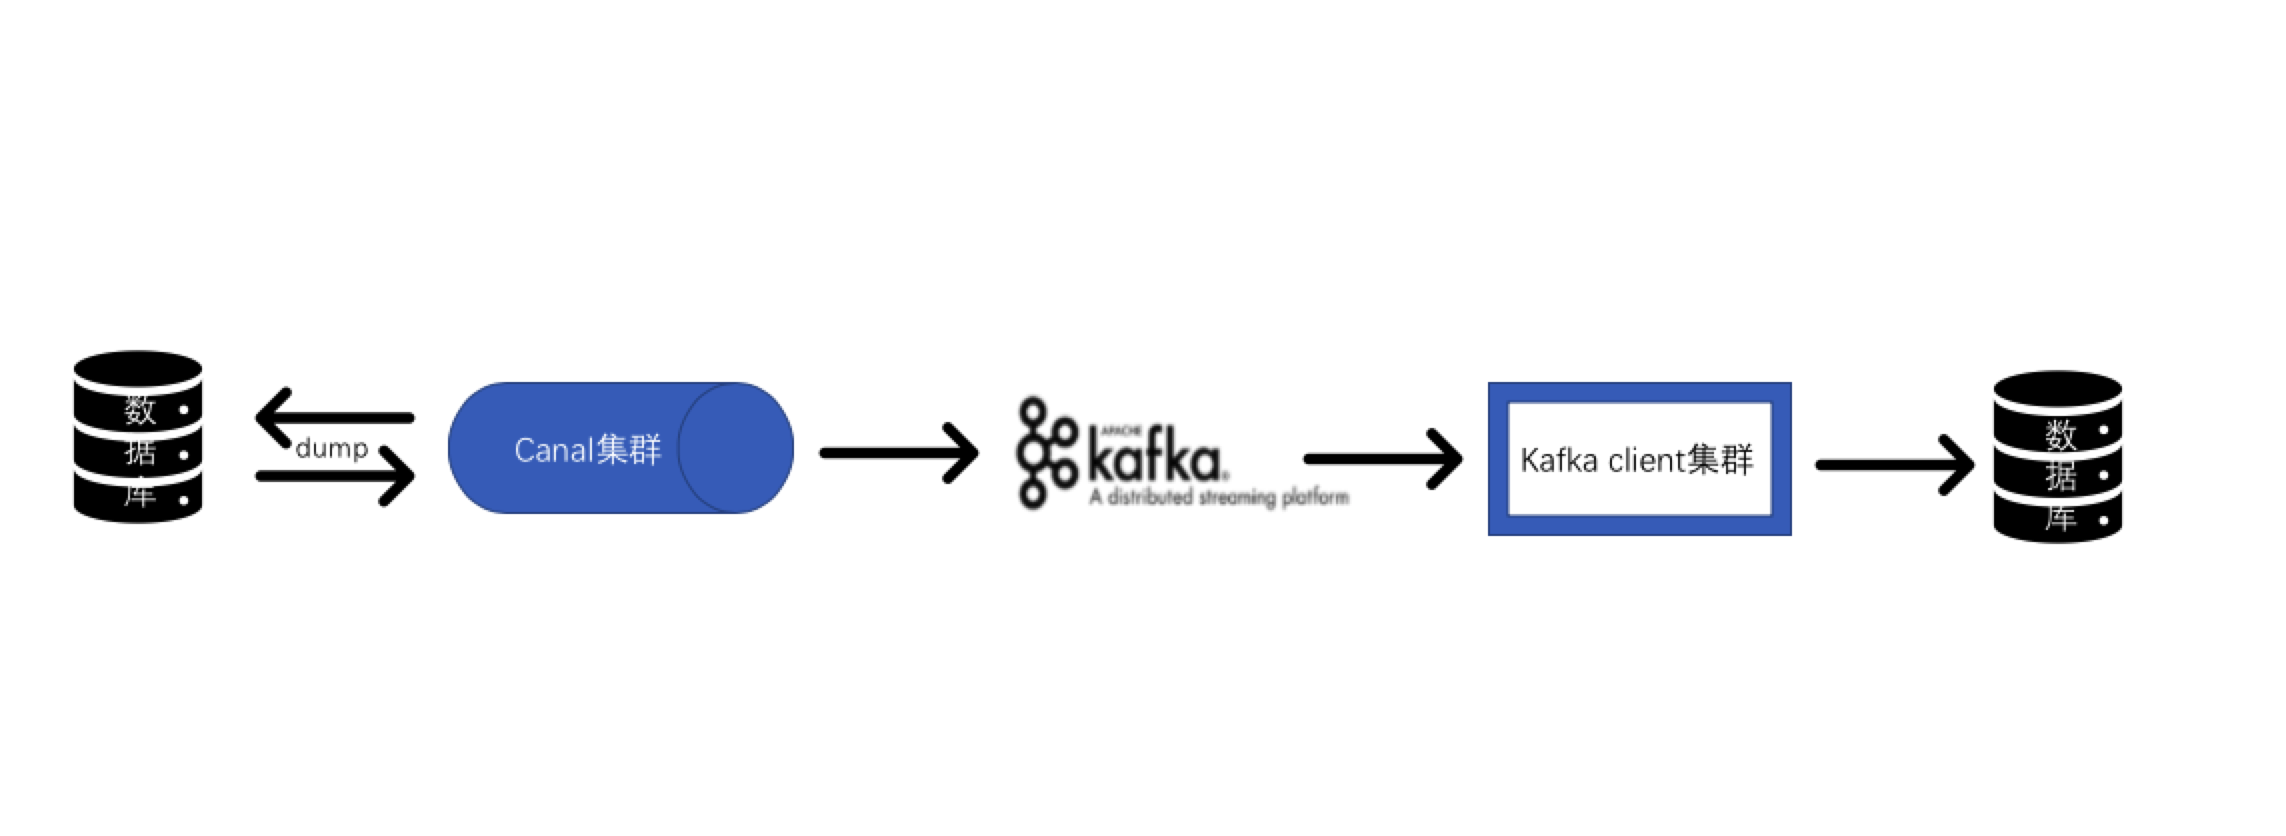 数
据
库
dump
Canal集群
APACHE
kafka®
A distributed streaming platform
Kafka client集群
数
据
库